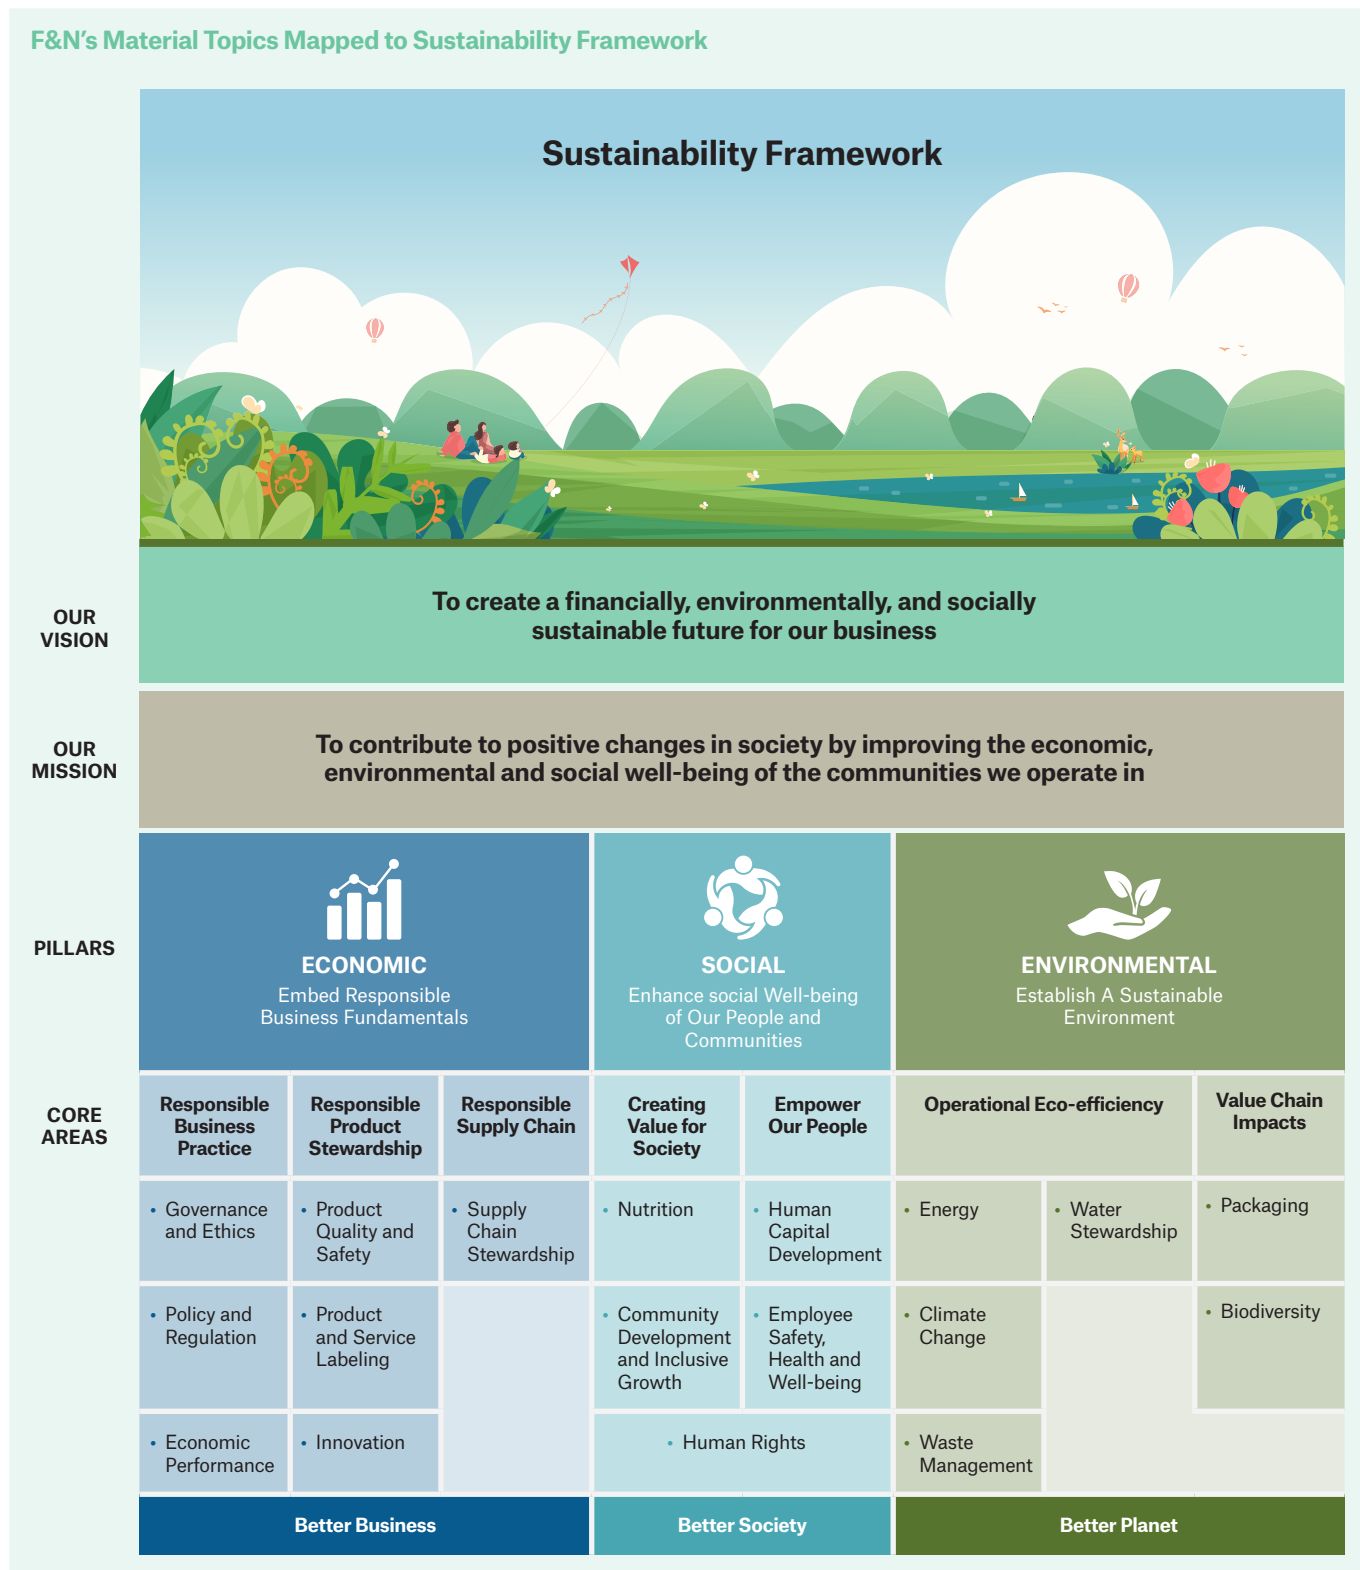 F&N’s Material Topics Mapped to Sustainability Framework
Sustainability Framework
OUR
VISION
To create a financially, environmentally, and socially
sustainable future for our business
OUR
MISSION
To contribute to positive changes in society by improving the economic,
environmental and social well-being of the communities we operate in
PILLARS
ECONOMIC
Embed Responsible
Business Fundamentals
SOCIAL
Enhance social Well-being
of Our People and
Communities
ENVIRONMENTAL
Establish A Sustainable
Environment
CORE
AREAS
Responsible
Business
Practice
Responsible
Product
Stewardship
Responsible
Supply Chain
Creating
Value for
Society
Empower
Our People
Operational Eco-efficiency
Value Chain
Impacts
• Governance
and Ethics
• Product
Quality and
Safety
• Supply
Chain
Stewardship
• Nutrition
• Human
Capital
Development
• Energy
• Water
Stewardship
• Packaging
• Policy and
Regulation
• Product
and Service
Labeling
• Community
Development
and Inclusive
Growth
• Employee
Safety,
Health and
Well-being
• Climate
Change
• Biodiversity
• Economic
Performance
• Innovation
• Human Rights
• Waste
Management
Better Business
Better Society
Better Planet